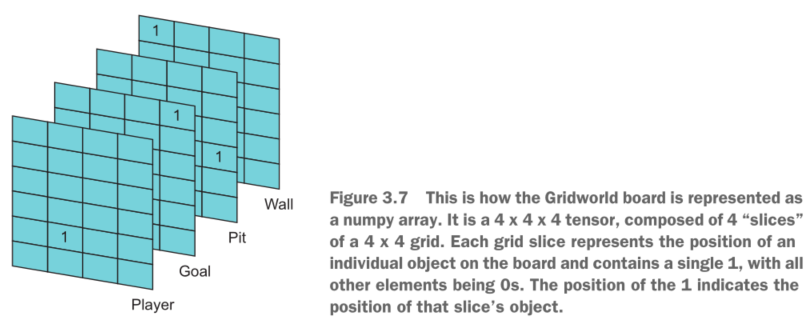 1
1
1
1
Wall
Pit
Goal
Player
Figure 3.7 This is how the Gridworld board is represented as
a numpy array. It is a 4 x 4 x 4 tensor, composed of 4 “slices”
of a 4 x 4 grid. Each grid slice represents the position of an
individual object on the board and contains a single 1, with all
other elements being 0s. The position of the 1 indicates the
position of that slice’s object.